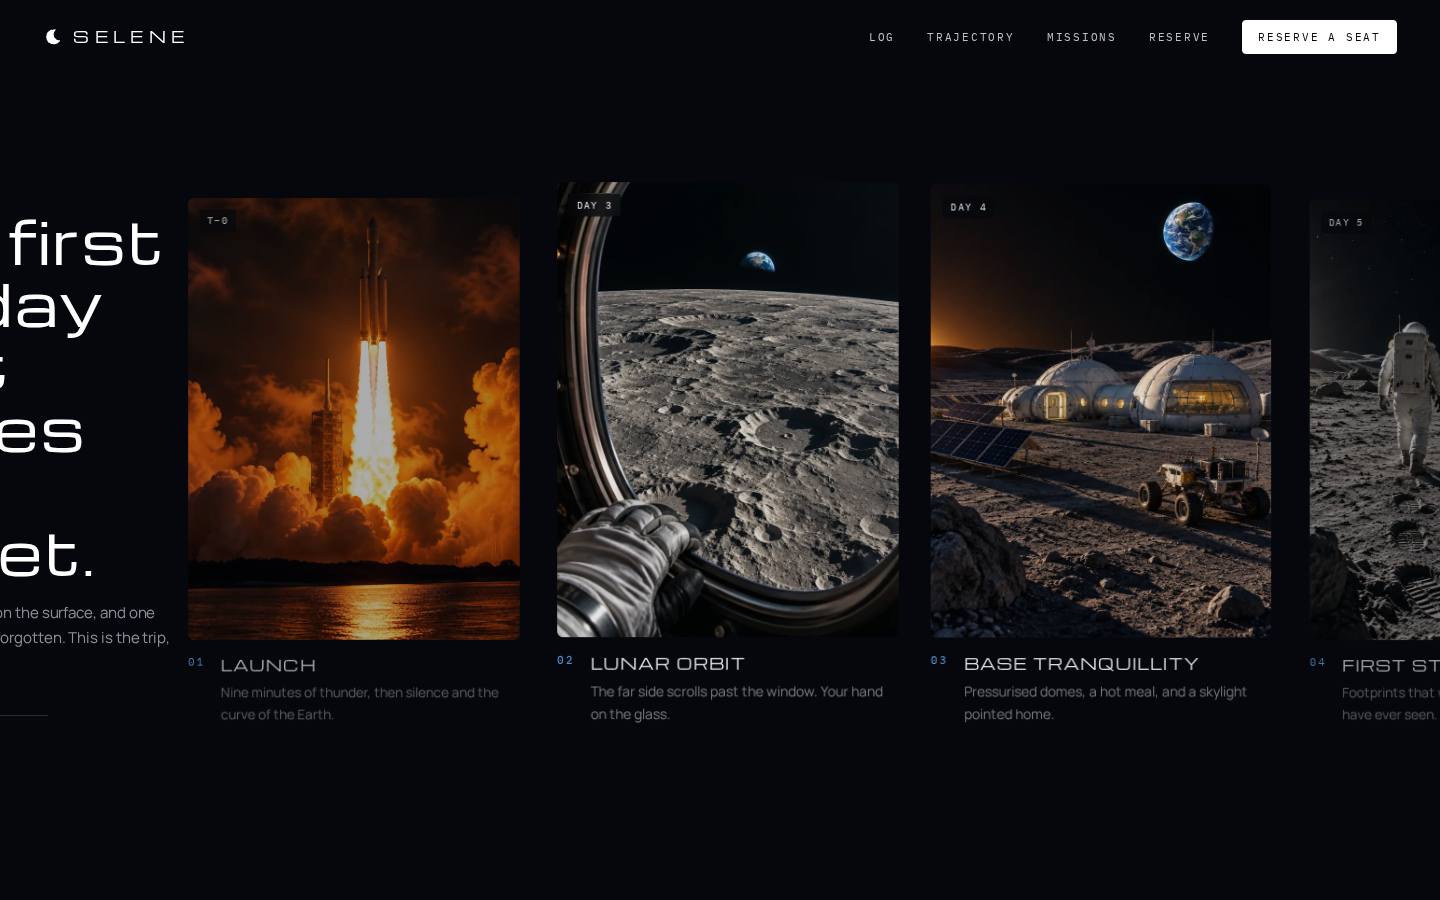 SELENE
LOG
TRAJECTORY
MISSIONS
RESERVE
RESERVE A SEAT
first
day
et.
on the surface, and one
forgotten. This is the trip,
T-0
01
LAUNCH
Nine minutes of thunder, then silence and the
curve of the Earth.
DAY 3
02
LUNAR ORBIT
The far side scrolls past the window. Your hand
on the glass.
DAY 4
03
BASE TRANQUILLITY
Pressurised domes, a hot meal, and a skylight
pointed home.
DAY 5
04
FIRST ST
Footprints that
have ever seen.